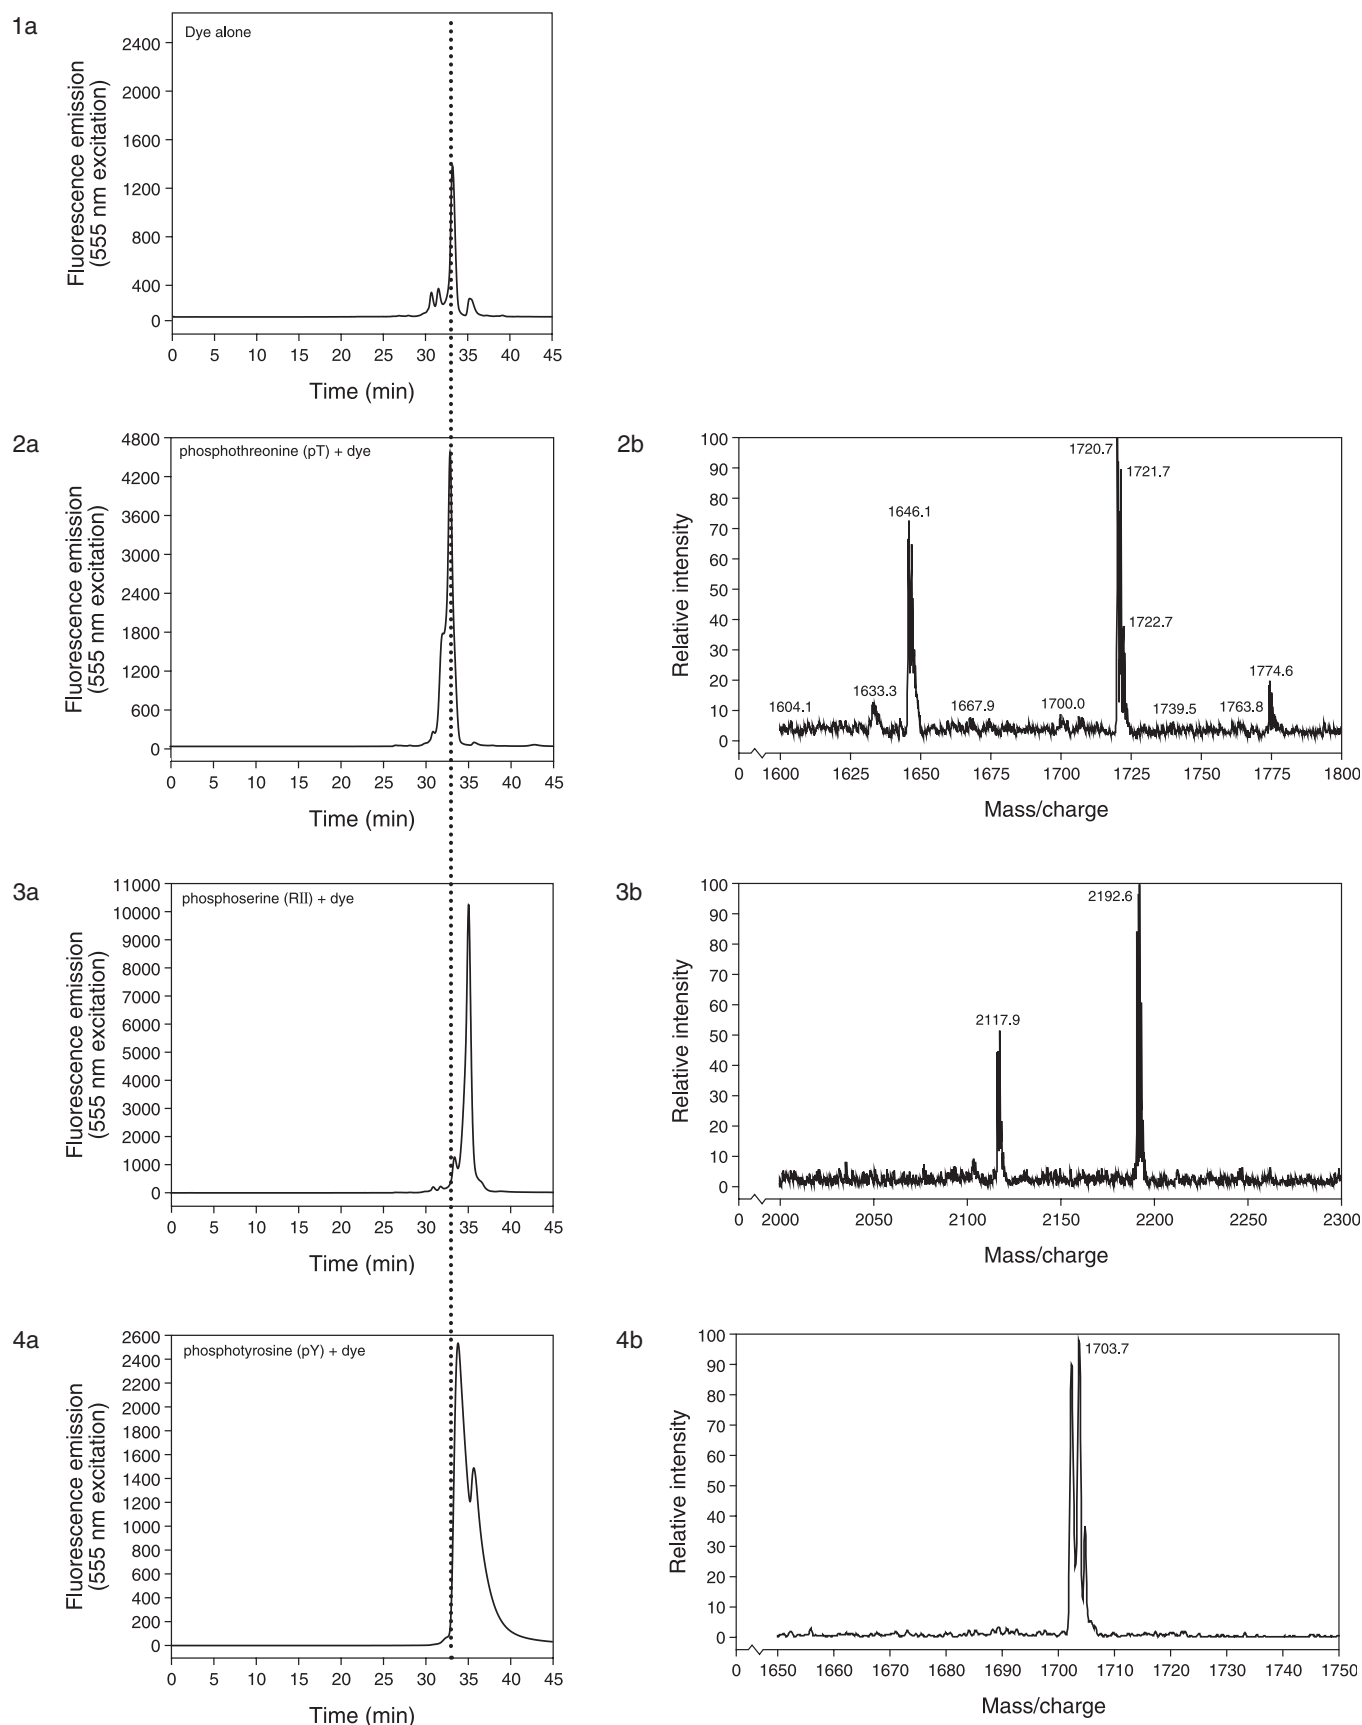 1a
Dye alone
Fluorescence emission
(555 nm excitation)
2400
2000
1600
1200
800
400
0
0 5 10 15 20 25 30 35 40 45
Time (min)
2a
phosphothreonine (pT) + dye
Fluorescence emission
(555 nm excitation)
4800
4200
3600
3000
2400
1800
1200
600
0
0 5 10 15 20 25 30 35 40 45
Time (min)
2b
Relative intensity
100
90
80
70
60
50
40
30
20
10
0
1604.1
1633.3
1646.1
1667.9
1700.0
1720.7
1721.7
1722.7
1739.5
1763.8
1774.6
0 1600 1625 1650 1675 1700 1725 1750 1775 1800
Mass/charge
3a
phosphoserine (RII) + dye
Fluorescence emission
(555 nm excitation)
11000
10000
9000
8000
7000
6000
5000
4000
3000
2000
1000
0
0 5 10 15 20 25 30 35 40 45
Time (min)
3b
Relative intensity
100
90
80
70
60
50
40
30
20
10
0
2117.9
2192.6
0 2000 2050 2100 2150 2200 2250 2300
Mass/charge
4a
phosphotyrosine (pY) + dye
Fluorescence emission
(555 nm excitation)
2600
2400
2200
2000
1800
1600
1400
1200
1000
800
600
400
200
0
0 5 10 15 20 25 30 35 40 45
Time (min)
4b
Relative intensity
100
90
80
70
60
50
40
30
20
10
0
1703.7
0 1650 1660 1670 1680 1690 1700 1710 1720 1730 1740 1750
Mass/charge